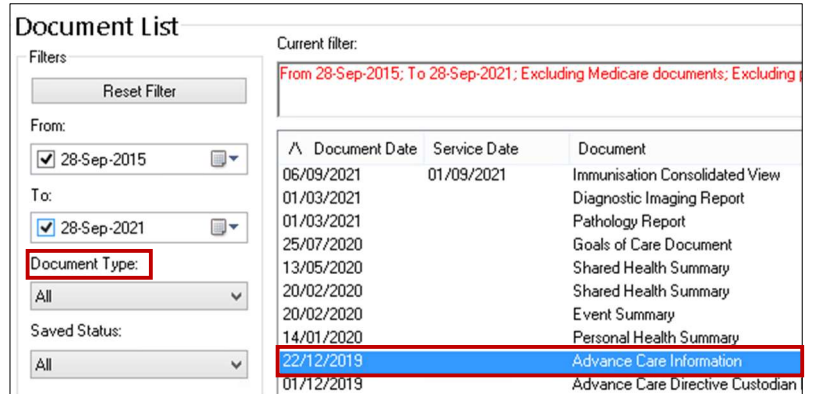 Document List
Filters
Reset Filter
From:
28-Sep-2015
To:
28-Sep-2021
Document Type:
All
Saved Status:
All
Current filter:
From 28-Sep-2015; To 28-Sep-2021; Excluding Medicare documents; Excluding
/\ Document Date Service Date Document
06/09/2021 01/09/2021 Immunisation Consolidated View
01/03/2021 Diagnostic Imaging Report
01/03/2021 Pathology Report
25/07/2020 Goals of Care Document
13/05/2020 Shared Health Summary
20/02/2020 Shared Health Summary
20/02/2020 Event Summary
14/01/2020 Personal Health Summary
22/12/2019 Advance Care Information
01/12/2019 Advance Care Directive Custodian